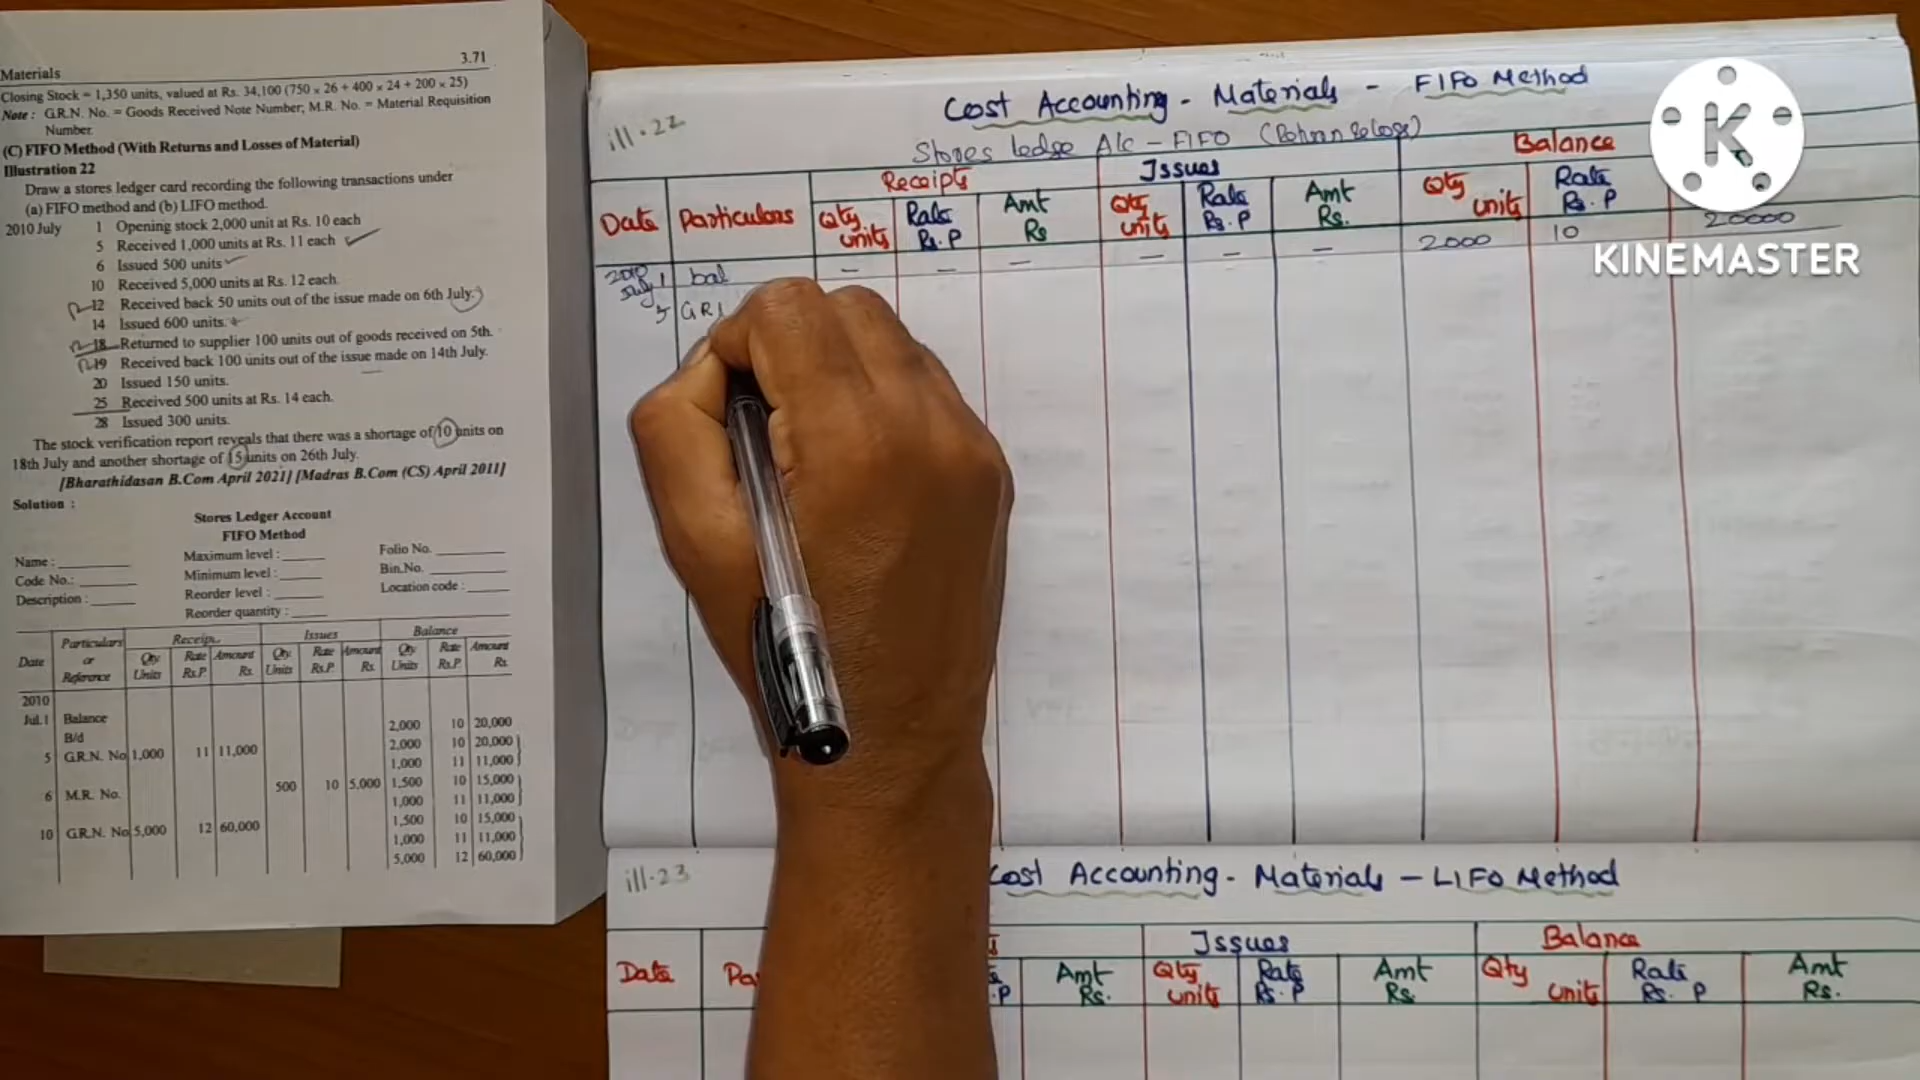 Materials 3.71
Closing Stock = 1,350 units, valued at Rs. 34,100 (750 × 26 + 400 × 24 + 200 × 25)
Note : G.R.N. No. = Goods Received Note Number; M.R. No. = Material Requisition
Number.
(C) FIFO Method (With Returns and Losses of Material)
Illustration 22
Draw a stores ledger card recording the following transactions under
(a) FIFO method and (b) LIFO method.
2010 July 1 Opening stock 2,000 unit at Rs. 10 each
5 Received 1,000 units at Rs. 11 each
6 Issued 500 units
10 Received 5,000 units at Rs. 12 each.
12 Received back 50 units out of the issue made on 6th July.
14 Issued 600 units.
18 Returned to supplier 100 units out of goods received on 5th.
19 Received back 100 units out of the issue made on 14th July.
20 Issued 150 units.
25 Received 500 units at Rs. 14 each.
28 Issued 300 units.
The stock verification report reveals that there was a shortage of 10 units on
18th July and another shortage of 15 units on 26th July.
[Bharathidasan B.Com April 2021] [Madras B.Com (CS) April 2011]
Solution :
Stores Ledger Account
FIFO Method
Name : Maximum level : Folio No.
Code No.: Minimum level : Bin.No.
Description : Reorder level : Location code :
Reorder quantity :
Date Particulars or Reference Receip Issues Balance
Qty Units Rate Rs.P. Amount Rs. Qty Units Rate Rs.P. Amount Rs. Qty Units Rate Rs.P. Amount Rs.
2010
Jul.1 Balance B/d 2,000 10 20,000
5 G.R.N. No 1,000 11 11,000 2,000 10 20,000
1,000 11 11,000
6 M.R. No. 500 10 5,000 1,500 10 15,000
1,000 11 11,000
10 G.R.N. No 5,000 12 60,000 1,500 10 15,000
1,000 11 11,000
5,000 12 60,000
ill.22 Cost Accounting - Materials - FIFO Method
Stores ledge A/c - FIFO
Receipts Issues Balance
Date Particulars Qty units Rate Rs. P Amt Rs Qty units Rate Rs. P Amt Rs. Qty units Rate Rs. P
2010 July 1 bal - - - - - - 2000 10 20000
5 GR
K
KINEMASTER
ill.23 Cost Accounting - Materials - LIFO Method
Issues Balance
Date Pa .P Amt Rs. Qty units Rate Rs. P Amt Rs. Qty units Rate Rs. P Amt Rs.